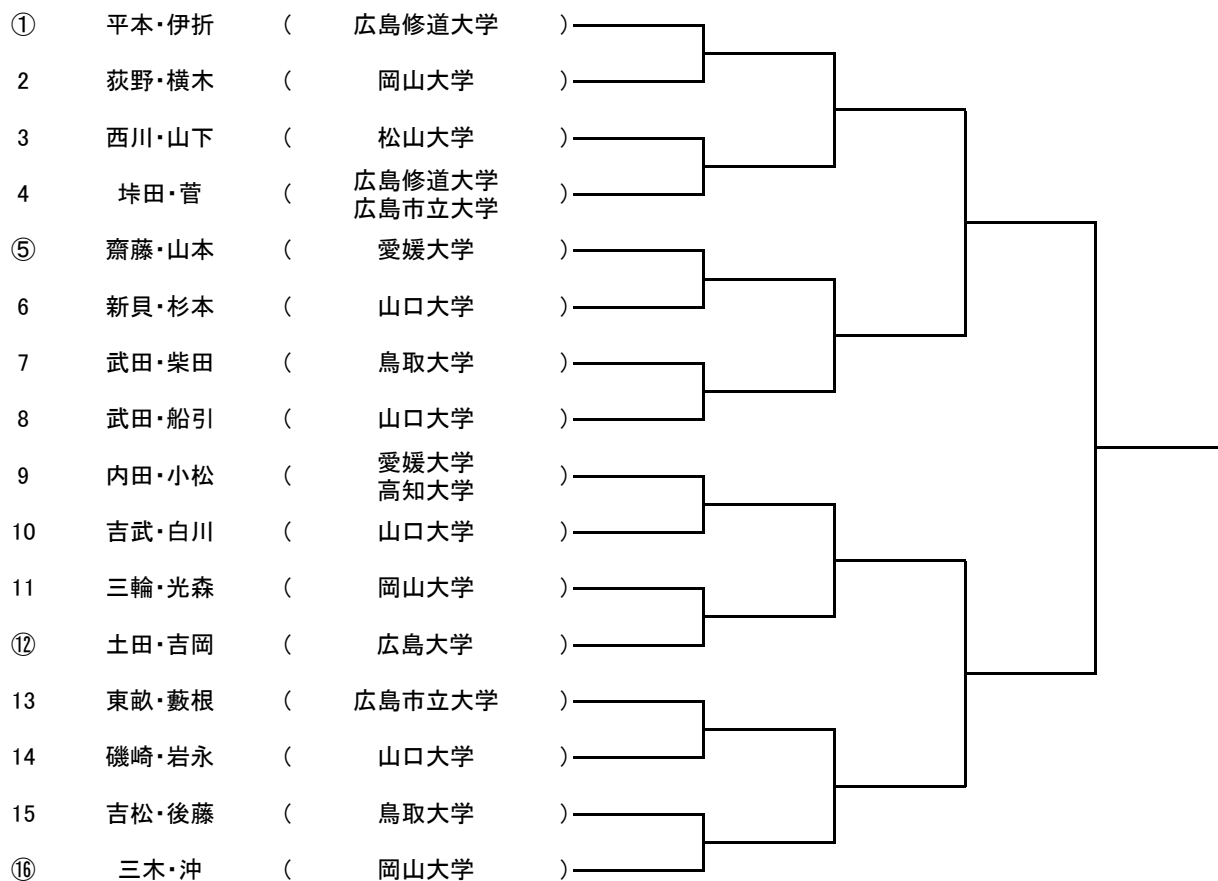 ① 平本・伊折 ( 広島修道大学 )
2 荻野・横木 ( 岡山大学 )
3 西川・山下 ( 松山大学 )
4 垰田・菅 ( 広島修道大学
広島市立大学 )
⑤ 齋藤・山本 ( 愛媛大学 )
6 新貝・杉本 ( 山口大学 )
7 武田・柴田 ( 鳥取大学 )
8 武田・船引 ( 山口大学 )
9 内田・小松 ( 愛媛大学
高知大学 )
10 吉武・白川 ( 山口大学 )
11 三輪・光森 ( 岡山大学 )
⑫ 土田・吉岡 ( 広島大学 )
13 東畝・藪根 ( 広島市立大学 )
14 磯崎・岩永 ( 山口大学 )
15 吉松・後藤 ( 鳥取大学 )
⑯ 三木・沖 ( 岡山大学 )